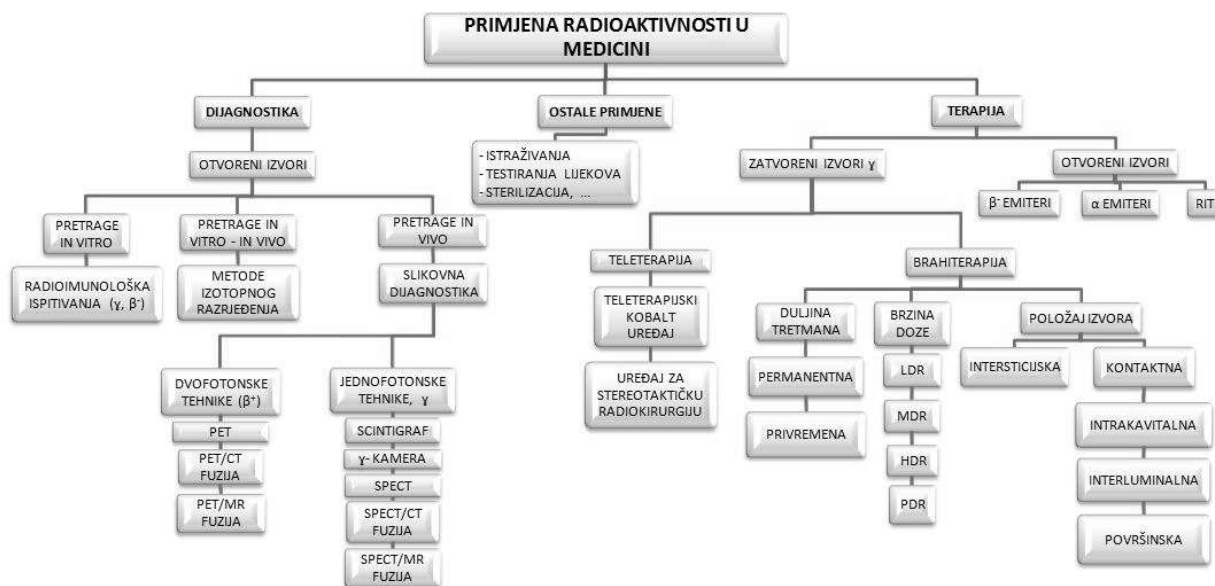 PRIMJENA RADIOAKTIVNOSTI U
MEDICINI
DIJAGNOSTIKA
OSTALE PRIMJENE
TERAPIJA
OTVORENI IZVORI
- ISTRAŽIVANJA
- TESTIRANJA LIJEKOVA
- STERILIZACIJA, ...
ZATVORENI IZVORI γ
OTVORENI IZVORI
β⁻ EMITERI
α EMITERI
RIT
PRETRAGE
IN VITRO
PRETRAGE IN
VITRO - IN VIVO
PRETRAGE IN
VIVO
RADIOIMUNOLOŠKA
ISPITIVANJA (γ, β⁻)
METODE
IZOTOPNOG
RAZRJEĐENJA
SLIKOVNA
DIJAGNOSTIKA
TELETERAPIJA
BRAHITERAPIJA
TELETERAPIJSKI
KOBALT
UREĐAJ
UREĐAJ ZA
STEREOTAKTIČKU
RADIOKIRURGIJU
DULJINA
TRETMANA
PERMANENTNA
PRIVREMENA
BRZINA
DOZE
LDR
MDR
HDR
PDR
POLOŽAJ IZVORA
INTERSTICIJSKA
KONTAKTNA
INTRAKAVITALNA
INTERLUMINALNA
POVRŠINSKA
DVOFOTONSKE
TEHNIKE (β⁺)
PET
PET/CT
FUZIJA
PET/MR
FUZIJA
JEDNOFOTONSKE
TEHNIKE, γ
SCINTIGRAF
γ- KAMERA
SPECT
SPECT/CT
FUZIJA
SPECT/MR
FUZIJA